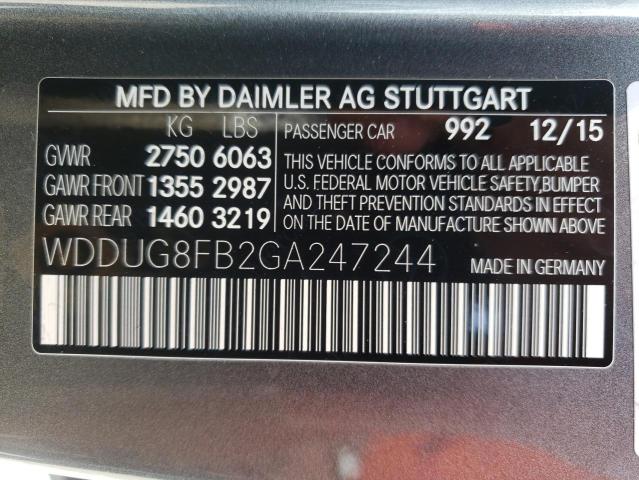 MFD BY DAIMLER AG STUTTGART
KG LBS
GVWR 2750 6063
GAWR FRONT 1355 2987
GAWR REAR 1460 3219
PASSENGER CAR 992 12/15
THIS VEHICLE CONFORMS TO ALL APPLICABLE
U.S. FEDERAL MOTOR VEHICLE SAFETY,BUMPER
AND THEFT PREVENTION STANDARDS IN EFFECT
ON THE DATE OF MANUFACTURE SHOWN ABOVE
WDDUG8FB2GA247244 MADE IN GERMANY